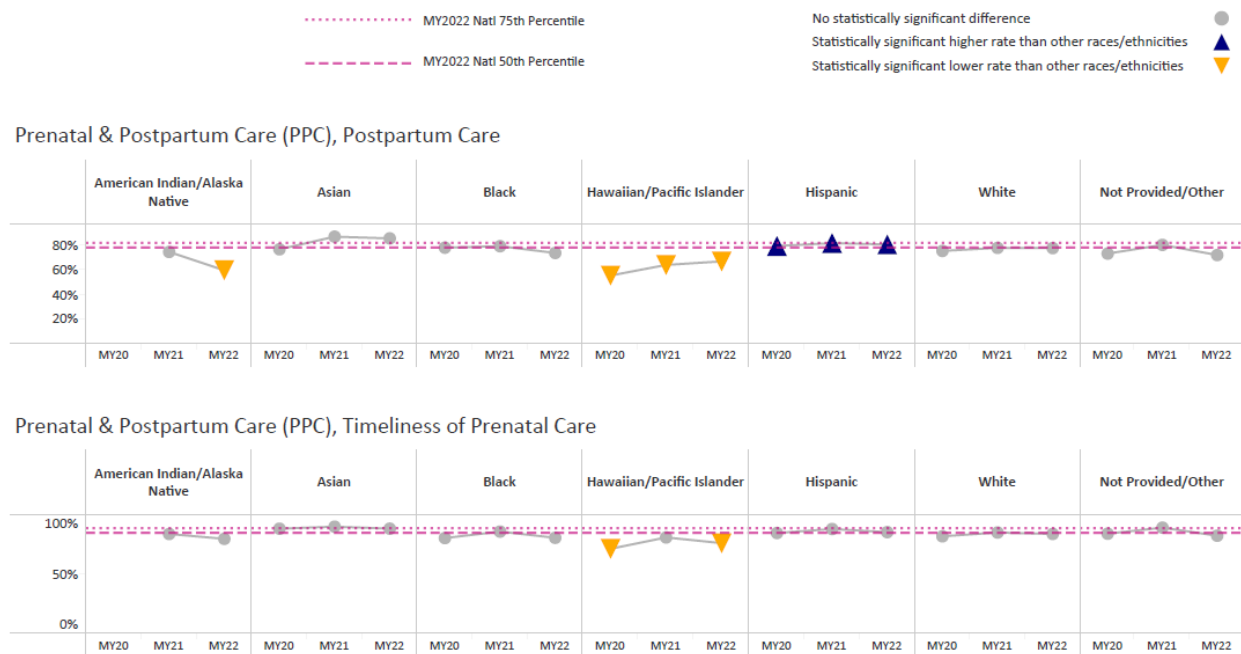 MY2022 Natl 75th Percentile
MY2022 Natl 50th Percentile
No statistically significant difference
Statistically significant higher rate than other races/ethnicities
Statistically significant lower rate than other races/ethnicities
Prenatal & Postpartum Care (PPC), Postpartum Care
American Indian/Alaska
Native
Asian
Black
Hawaiian/Pacific Islander
Hispanic
White
Not Provided/Other
80%
60%
40%
20%
MY20 MY21 MY22 MY20 MY21 MY22 MY20 MY21 MY22 MY20 MY21 MY22 MY20 MY21 MY22 MY20 MY21 MY22 MY20 MY21 MY22
Prenatal & Postpartum Care (PPC), Timeliness of Prenatal Care
American Indian/Alaska
Native
Asian
Black
Hawaiian/Pacific Islander
Hispanic
White
Not Provided/Other
100%
50%
0%
MY20 MY21 MY22 MY20 MY21 MY22 MY20 MY21 MY22 MY20 MY21 MY22 MY20 MY21 MY22 MY20 MY21 MY22 MY20 MY21 MY22